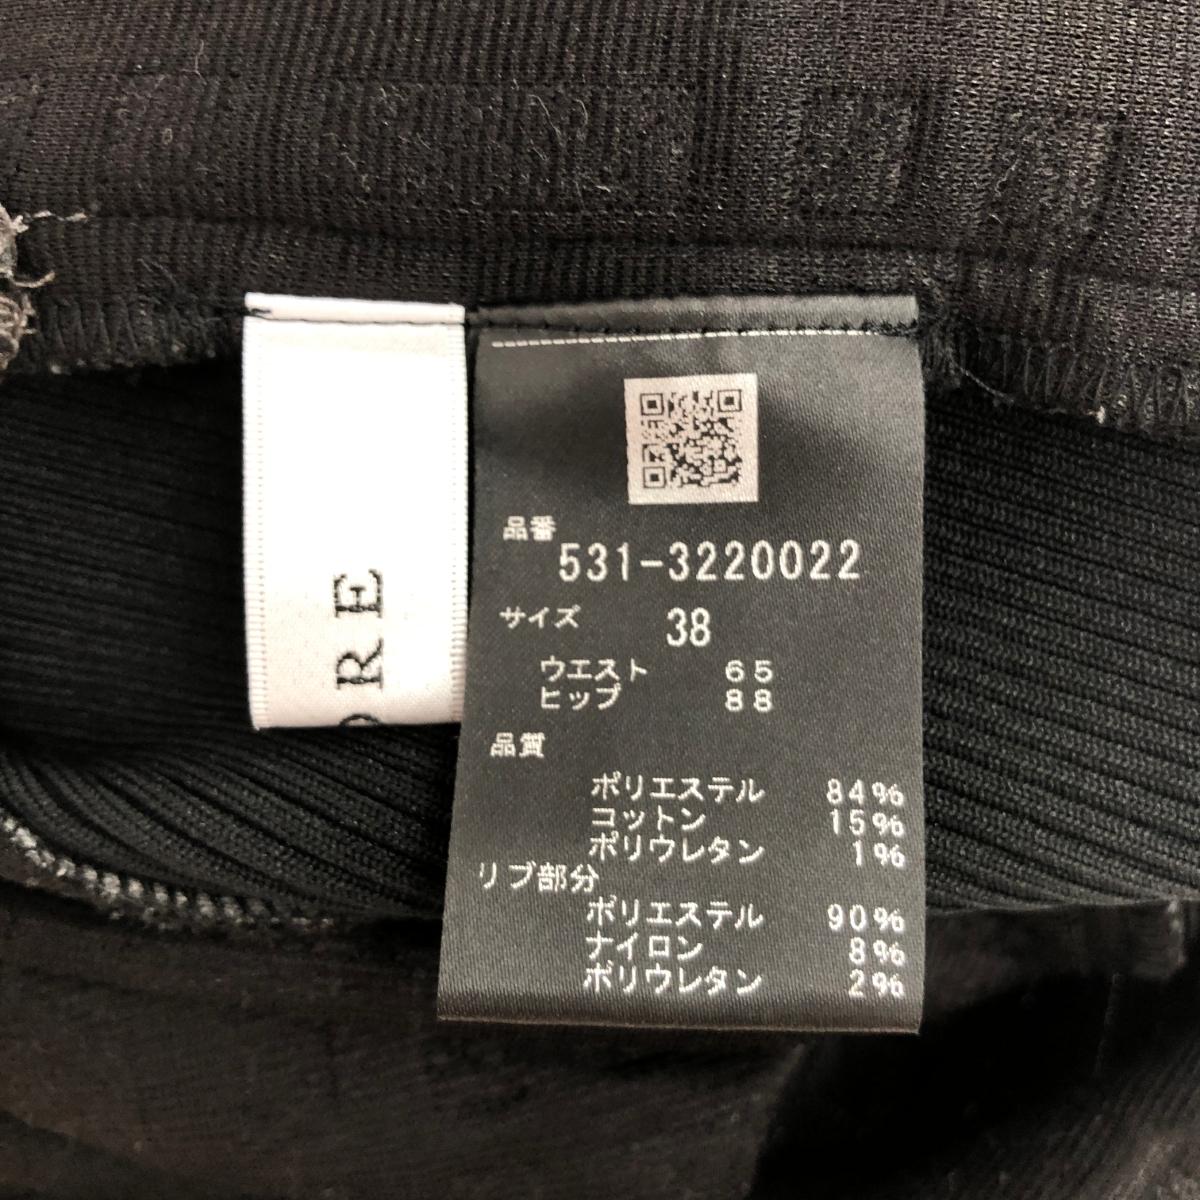 RE
品番
531-3220022
サイズ 38
ウエスト 65
ヒップ 88
品質
ポリエステル 84%
コットン 15%
ポリウレタン 1%
リブ部分
ポリエステル 90%
ナイロン 8%
ポリウレタン 2%